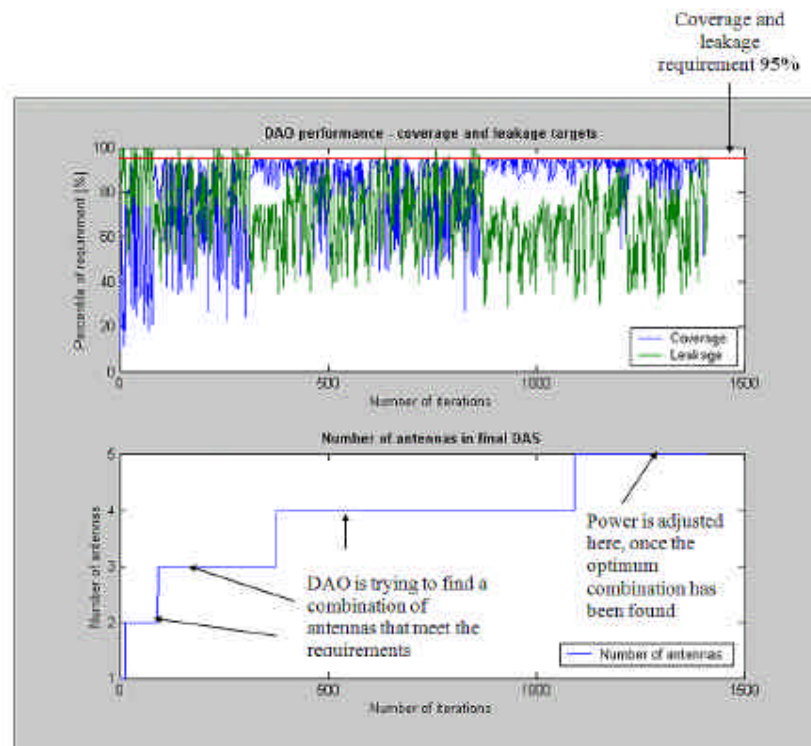 Coverage and
leakage
requirement 95%
DAO performance - coverage and leakage targets
Percentile of requirement [%]
100
80
60
40
20
0
Coverage
Leakage
0
500
1000
1500
Number of iterations
Number of antennas in final DAS
Number of antennas
5
4
3
2
1
DAO is trying to find a
combination of
antennas that meet the
requirements
Power is adjusted
here, once the
optimum
combination has
been found
Number of antennas
0
500
1000
1500
Number of iterations